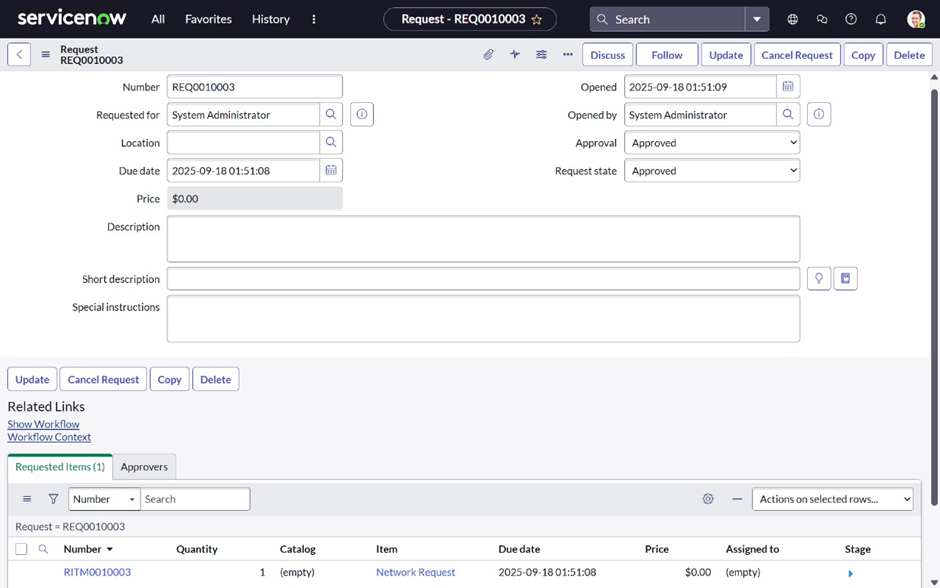 servicenow All Favorites History Request - REQ0010003 Search
Request
REQ0010003
Discuss Follow Update Cancel Request Copy Delete
Number REQ0010003 Opened 2025-09-18 01:51:09
Requested for System Administrator Opened by System Administrator
Location Approval Approved
Due date 2025-09-18 01:51:08 Request state Approved
Price $0.00
Description
Short description
Special instructions
Update Cancel Request Copy Delete
Related Links
Show Workflow
Workflow Context
Requested Items (1) Approvers
Number Search Actions on selected rows...
Request = REQ0010003
Number Quantity Catalog Item Due date Price Assigned to Stage
RITM0010003 1 (empty) Network Request 2025-09-18 01:51:08 $0.00 (empty)